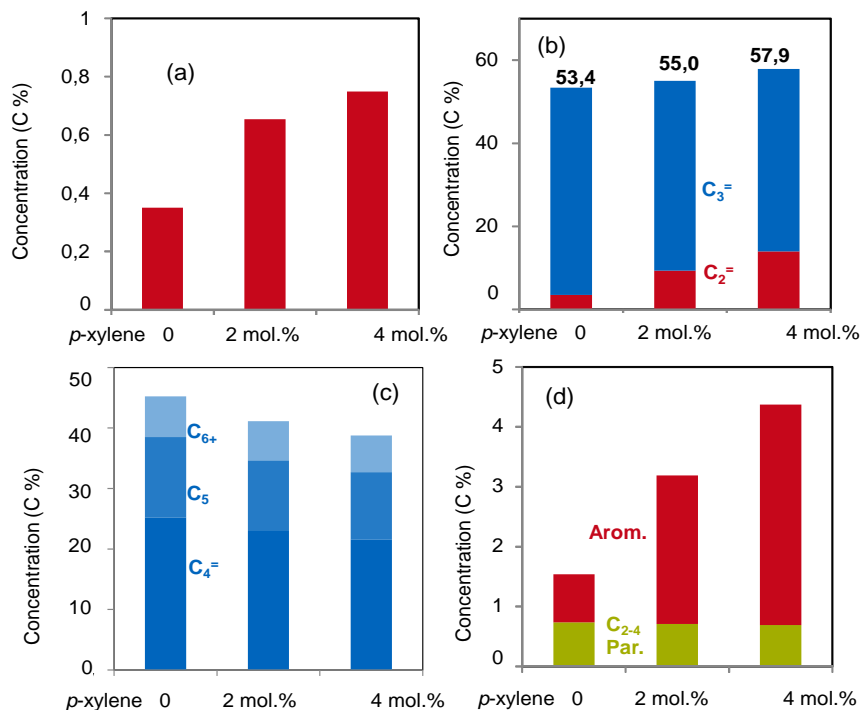 (a)
Concentration (C %)
1
0,8
0,6
0,4
0,2
0
p-xylene 0 2 mol.% 4 mol.%
(b)
Concentration (C %)
60
40
20
0
53,4 55,0 57,9
C3=
C2=
p-xylene 0 2 mol.% 4 mol.%
(c)
Concentration (C %)
50
40
30
20
10
0
C6+
C5
C4=
p-xylene 0 2 mol.% 4 mol.%
(d)
Concentration (C %)
5
4
3
2
1
0
Arom.
C2-4
Par.
p-xylene 0 2 mol.% 4 mol.%